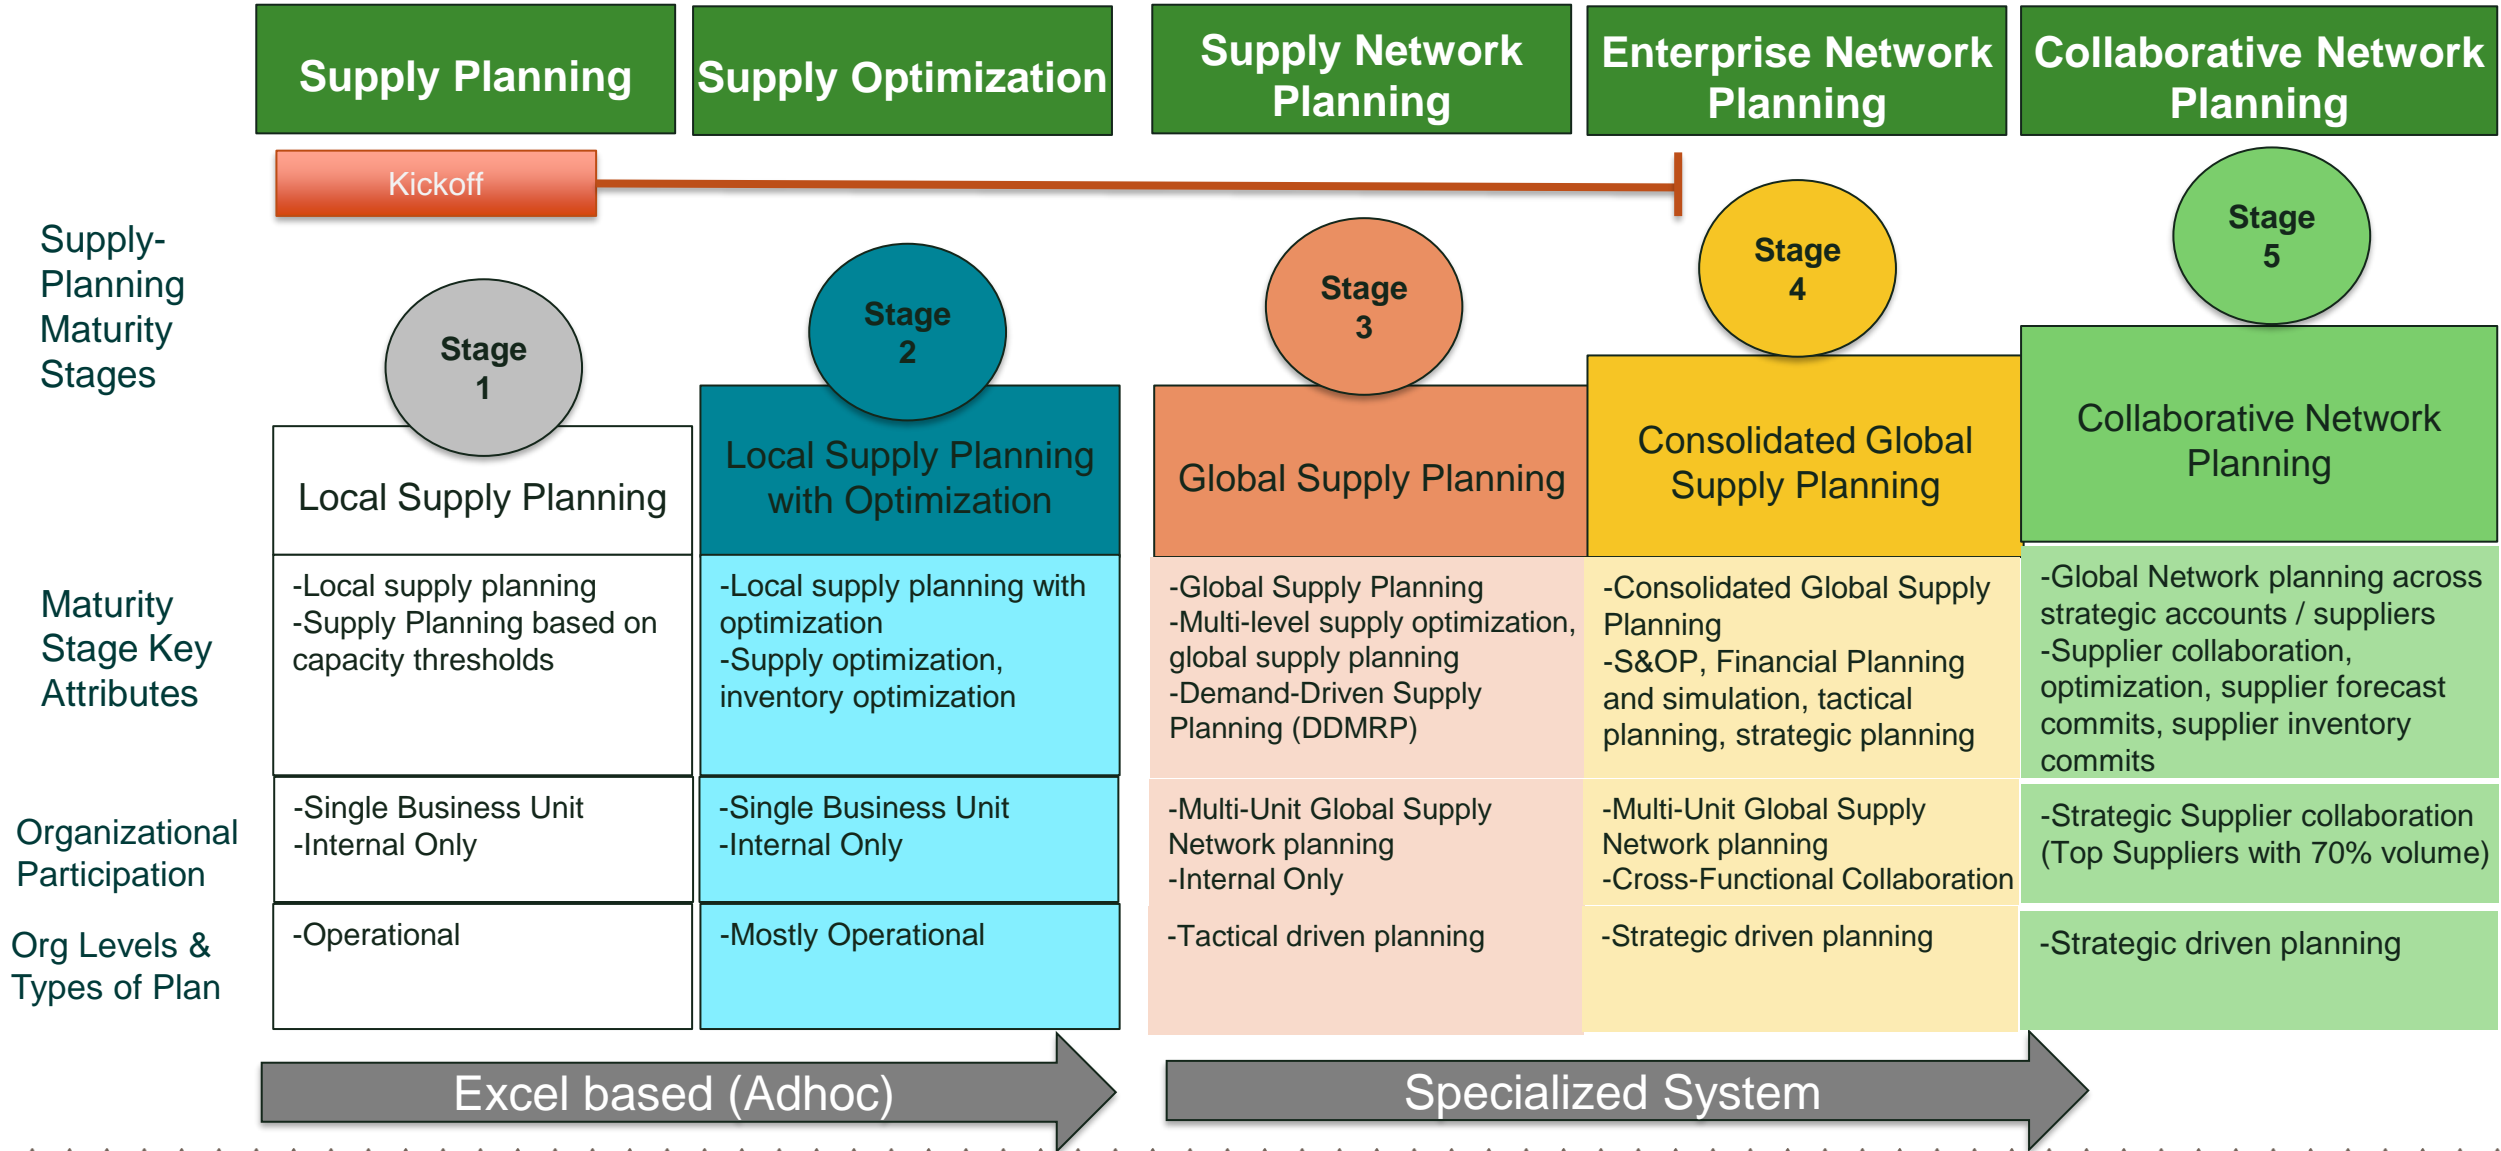 Supply Planning
Supply Optimization
Supply Network
Planning
Enterprise Network
Planning
Collaborative Network
Planning
Kickoff
Supply-
Planning
Maturity
Stages
Stage
1
Stage
2
Stage
3
Stage
4
Stage
5
Local Supply Planning
Local Supply Planning
with Optimization
Global Supply Planning
Consolidated Global
Supply Planning
Collaborative Network
Planning
Maturity
Stage Key
Attributes
-Local supply planning
-Supply Planning based on
capacity thresholds
-Local supply planning with
optimization
-Supply optimization,
inventory optimization
-Global Supply Planning
-Multi-level supply optimization,
global supply planning
-Demand-Driven Supply
Planning (DDMRP)
-Consolidated Global Supply
Planning
-S&OP, Financial Planning
and simulation, tactical
planning, strategic planning
-Global Network planning across
strategic accounts / suppliers
-Supplier collaboration,
optimization, supplier forecast
commits, supplier inventory
commits
Organizational
Participation
-Single Business Unit
-Internal Only
-Single Business Unit
-Internal Only
-Multi-Unit Global Supply
Network planning
-Internal Only
-Multi-Unit Global Supply
Network planning
-Cross-Functional Collaboration
-Strategic Supplier collaboration
(Top Suppliers with 70% volume)
Org Levels &
Types of Plan
-Operational
-Mostly Operational
-Tactical driven planning
-Strategic driven planning
-Strategic driven planning
Excel based (Adhoc)
Specialized System